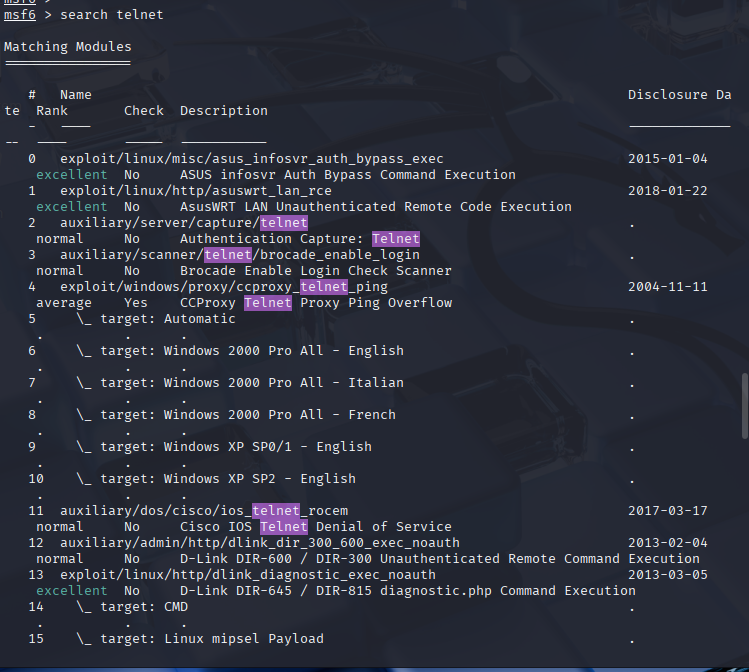 msf6 >
msf6 > search telnet
Matching Modules
================
# Name Disclosure Da
te Rank Check Description
- ---- -------------
-- ---- ----- -----------
0 exploit/linux/misc/asus_infosvr_auth_bypass_exec 2015-01-04
excellent No ASUS infosvr Auth Bypass Command Execution
1 exploit/linux/http/asuswrt_lan_rce 2018-01-22
excellent No AsusWRT LAN Unauthenticated Remote Code Execution
2 auxiliary/server/capture/telnet .
normal No Authentication Capture: Telnet
3 auxiliary/scanner/telnet/brocade_enable_login .
normal No Brocade Enable Login Check Scanner
4 exploit/windows/proxy/ccproxy_telnet_ping 2004-11-11
average Yes CCProxy Telnet Proxy Ping Overflow
5 \_ target: Automatic .
. . .
6 \_ target: Windows 2000 Pro All - English .
. . .
7 \_ target: Windows 2000 Pro All - Italian .
. . .
8 \_ target: Windows 2000 Pro All - French .
. . .
9 \_ target: Windows XP SP0/1 - English .
. . .
10 \_ target: Windows XP SP2 - English .
. . .
11 auxiliary/dos/cisco/ios_telnet_rocem 2017-03-17
normal No Cisco IOS Telnet Denial of Service
12 auxiliary/admin/http/dlink_dir_300_600_exec_noauth 2013-02-04
normal No D-Link DIR-600 / DIR-300 Unauthenticated Remote Command Execution
13 exploit/linux/http/dlink_diagnostic_exec_noauth 2013-03-05
excellent No D-Link DIR-645 / DIR-815 diagnostic.php Command Execution
14 \_ target: CMD .
. . .
15 \_ target: Linux mipsel Payload .